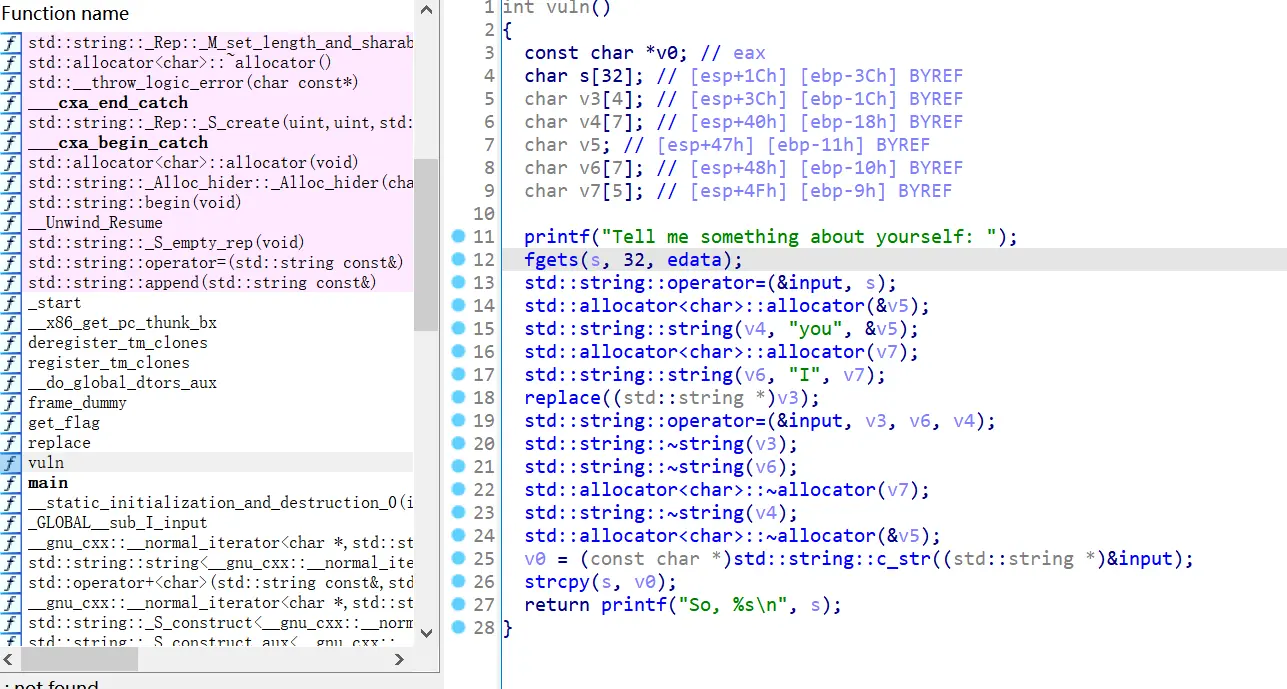 Function name
f std::string::_Rep::_M_set_length_and_sharab
f std::allocator<char>::~allocator()
f std::__throw_logic_error(char const*)
f ___cxa_end_catch
f std::string::_Rep::_S_create(uint,uint,std:
f ___cxa_begin_catch
f std::allocator<char>::allocator(void)
f std::string::_Alloc_hider::_Alloc_hider(cha
f std::string::begin(void)
f __Unwind_Resume
f std::string::_S_empty_rep(void)
f std::string::operator=(std::string const&)
f std::string::append(std::string const&)
f _start
f __x86_get_pc_thunk_bx
f deregister_tm_clones
f register_tm_clones
f __do_global_dtors_aux
f frame_dummy
f get_flag
f replace
f vuln
f main
f __static_initialization_and_destruction_0(i
f _GLOBAL__sub_I_input
f __gnu_cxx::__normal_iterator<char *,std::st
f std::string::string<__gnu_cxx::__normal_ite
f std::operator+<char>(std::string const&,std
f __gnu_cxx::__normal_iterator<char *,std::st
f std::string::_S_construct<__gnu_cxx::__norm
f std::string::_S_construct_aux<__gnu_cxx::
: not found
1 int vuln()
2 {
3 const char *v0; // eax
4 char s[32]; // [esp+1Ch] [ebp-3Ch] BYREF
5 char v3[4]; // [esp+3Ch] [ebp-1Ch] BYREF
6 char v4[7]; // [esp+40h] [ebp-18h] BYREF
7 char v5; // [esp+47h] [ebp-11h] BYREF
8 char v6[7]; // [esp+48h] [ebp-10h] BYREF
9 char v7[5]; // [esp+4Fh] [ebp-9h] BYREF
10
11 printf("Tell me something about yourself: ");
12 fgets(s, 32, edata);
13 std::string::operator=(&input, s);
14 std::allocator<char>::allocator(&v5);
15 std::string::string(v4, "you", &v5);
16 std::allocator<char>::allocator(v7);
17 std::string::string(v6, "I", v7);
18 replace((std::string *)v3);
19 std::string::operator=(&input, v3, v6, v4);
20 std::string::~string(v3);
21 std::string::~string(v6);
22 std::allocator<char>::~allocator(v7);
23 std::string::~string(v4);
24 std::allocator<char>::~allocator(&v5);
25 v0 = (const char *)std::string::c_str((std::string *)&input);
26 strcpy(s, v0);
27 return printf("So, %s\n", s);
28 }